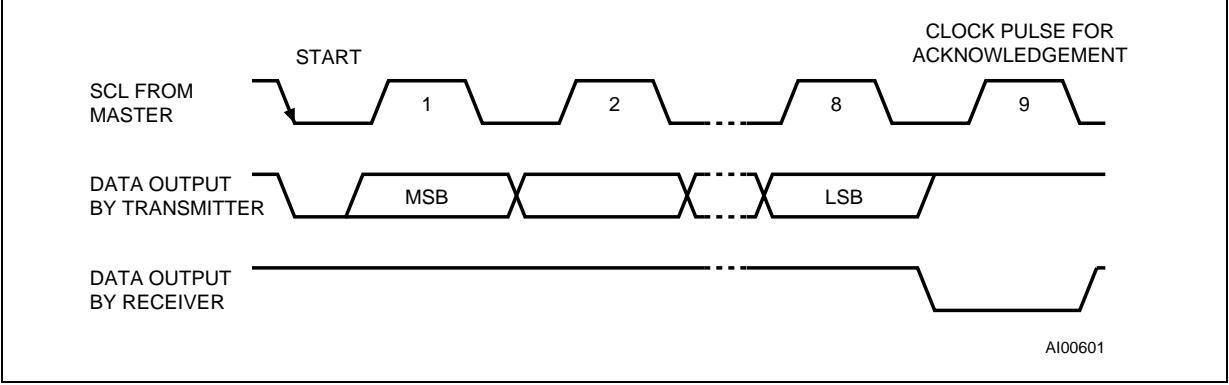 START
CLOCK PULSE FOR
ACKNOWLEDGEMENT
SCL FROM
MASTER
1
2
8
9
DATA OUTPUT
BY TRANSMITTER
MSB
LSB
DATA OUTPUT
BY RECEIVER
AI00601